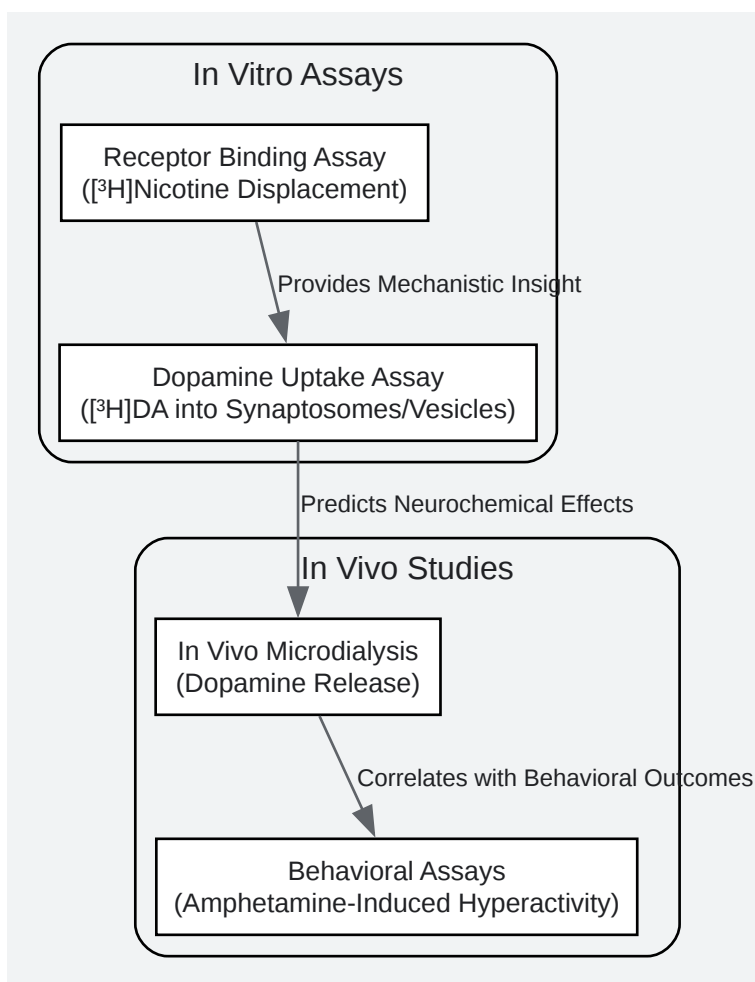 In Vitro Assays
Receptor Binding Assay
([³H]Nicotine Displacement)
Provides Mechanistic Insight
Dopamine Uptake Assay
([³H]DA into Synaptosomes/Vesicles)
Predicts Neurochemical Effects
In Vivo Studies
In Vivo Microdialysis
(Dopamine Release)
Correlates with Behavioral Outcomes
Behavioral Assays
(Amphetamine-Induced Hyperactivity)